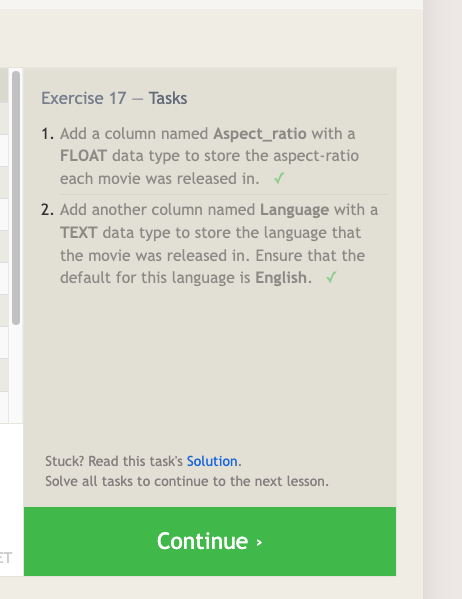 Exercise 17 — Tasks
1. Add a column named Aspect_ratio with a
FLOAT data type to store the aspect-ratio
each movie was released in. ✓
2. Add another column named Language with a
TEXT data type to store the language that
the movie was released in. Ensure that the
default for this language is English. ✓
Stuck? Read this task's Solution.
Solve all tasks to continue to the next lesson.
Continue ›